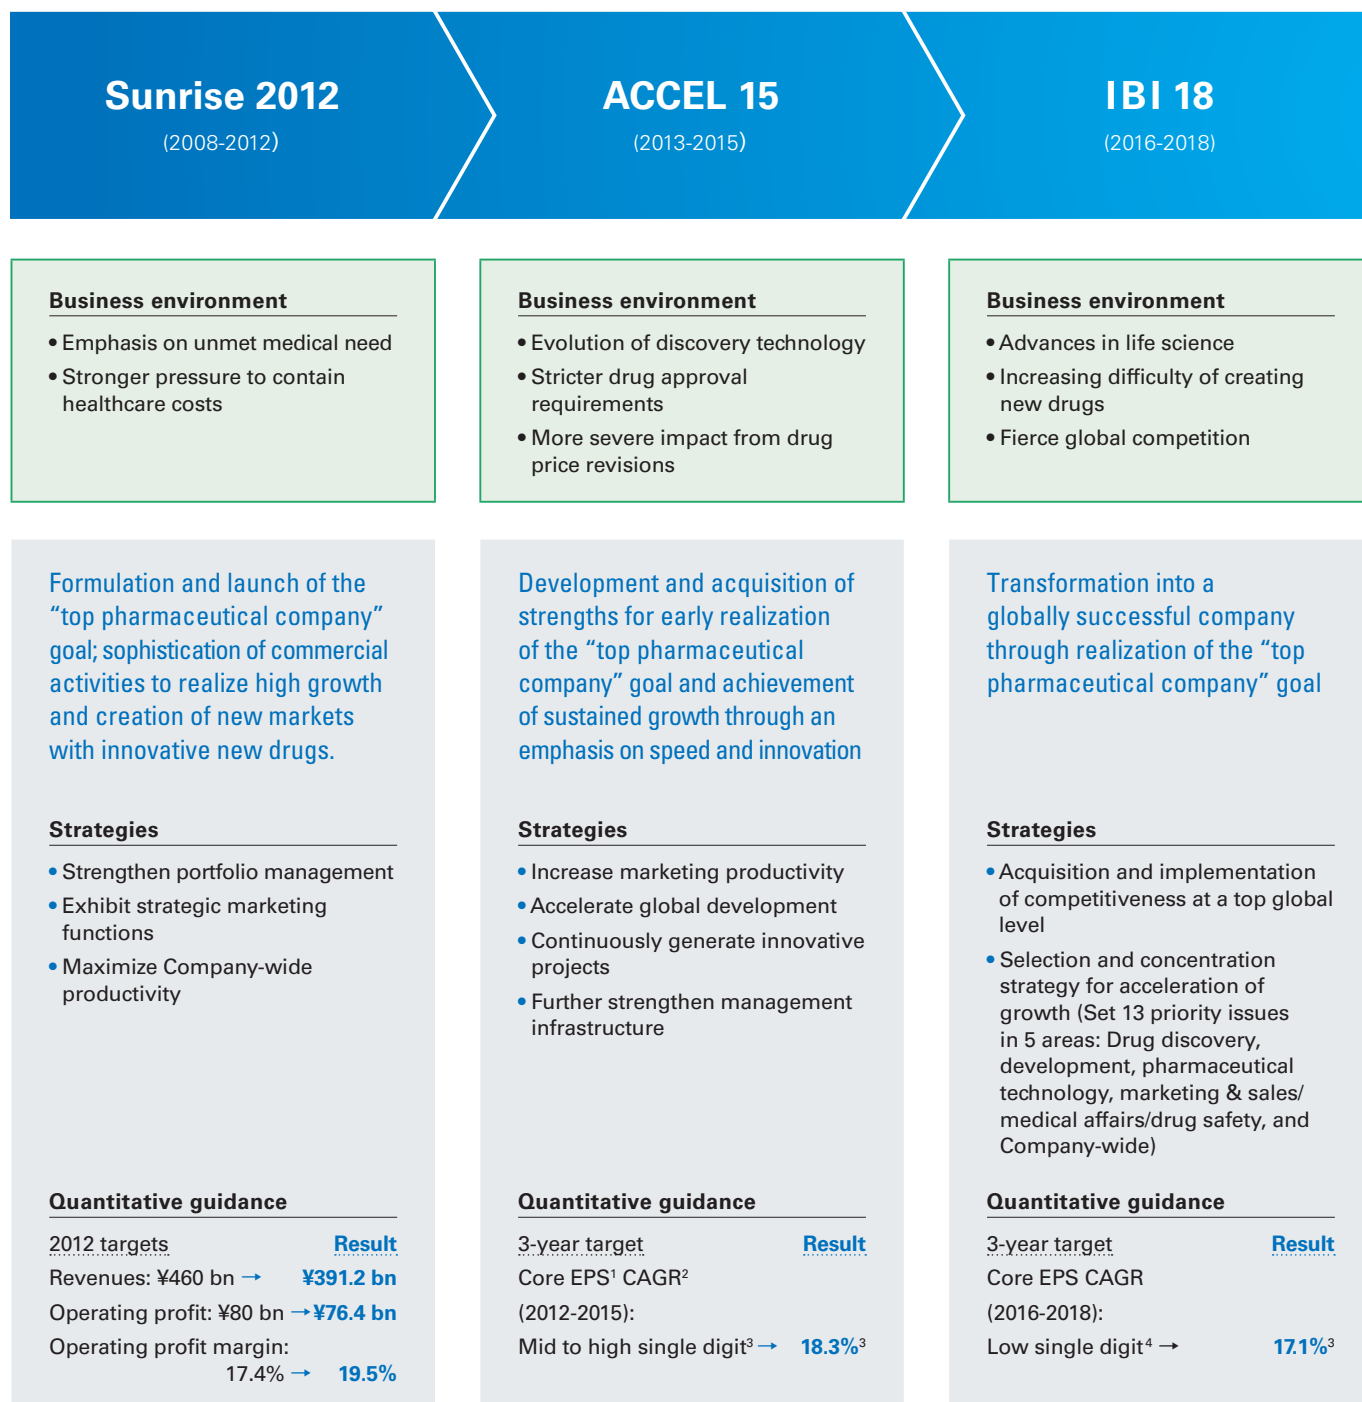 Sunrise 2012
(2008-2012)
ACCEL 15
(2013-2015)
IBI 18
(2016-2018)
Business environment
• Emphasis on unmet medical need
• Stronger pressure to contain
healthcare costs
Business environment
• Evolution of discovery technology
• Stricter drug approval
requirements
• More severe impact from drug
price revisions
Business environment
• Advances in life science
• Increasing difficulty of creating
new drugs
• Fierce global competition
Formulation and launch of the
“top pharmaceutical company”
goal; sophistication of commercial
activities to realize high growth
and creation of new markets
with innovative new drugs.
Strategies
• Strengthen portfolio management
• Exhibit strategic marketing
functions
• Maximize Company-wide
productivity
Quantitative guidance
2012 targets Result
Revenues: ¥460 bn → ¥391.2 bn
Operating profit: ¥80 bn → ¥76.4 bn
Operating profit margin:
17.4% → 19.5%
Development and acquisition of
strengths for early realization
of the “top pharmaceutical
company” goal and achievement
of sustained growth through an
emphasis on speed and innovation
Strategies
• Increase marketing productivity
• Accelerate global development
• Continuously generate innovative
projects
• Further strengthen management
infrastructure
Quantitative guidance
3-year target Result
Core EPS¹ CAGR²
(2012-2015):
Mid to high single digit³ → 18.3%³
Transformation into a
globally successful company
through realization of the “top
pharmaceutical company” goal
Strategies
• Acquisition and implementation
of competitiveness at a top global
level
• Selection and concentration
strategy for acceleration of
growth (Set 13 priority issues
in 5 areas: Drug discovery,
development, pharmaceutical
technology, marketing & sales/
medical affairs/drug safety, and
Company-wide)
Quantitative guidance
3-year target Result
Core EPS CAGR
(2016-2018):
Low single digit⁴ → 17.1%³